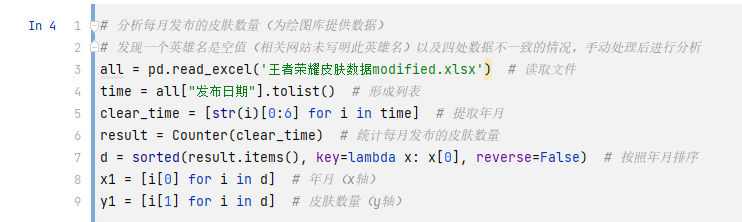 In 4
1 # 分析每月发布的皮肤数量（为绘图库提供数据）
2 # 发现一个英雄名是空值（相关网站未写明此英雄名）以及四处数据不一致的情况，手动处理后进行分析
3 all = pd.read_excel('王者荣耀皮肤数据modified.xlsx')  # 读取文件
4 time = all["发布日期"].tolist()  # 形成列表
5 clear_time = [str(i)[0:6] for i in time]  # 提取年月
6 result = Counter(clear_time)  # 统计每月发布的皮肤数量
7 d = sorted(result.items(), key=lambda x: x[0], reverse=False)  # 按照年月排序
8 x1 = [i[0] for i in d]  # 年月（x轴）
9 y1 = [i[1] for i in d]  # 皮肤数量（y轴）